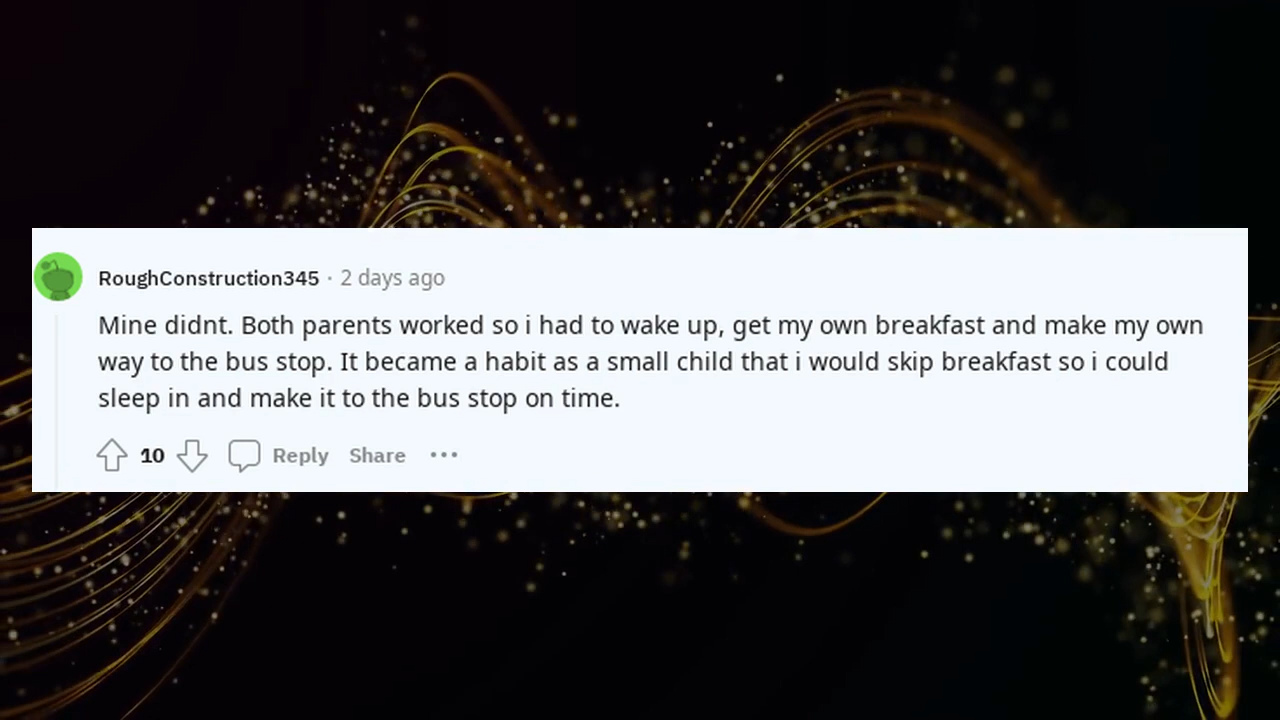 RoughConstruction345 · 2 days ago
Mine didnt. Both parents worked so i had to wake up, get my own breakfast and make my own
way to the bus stop. It became a habit as a small child that i would skip breakfast so i could
sleep in and make it to the bus stop on time.
10 Reply Share ···